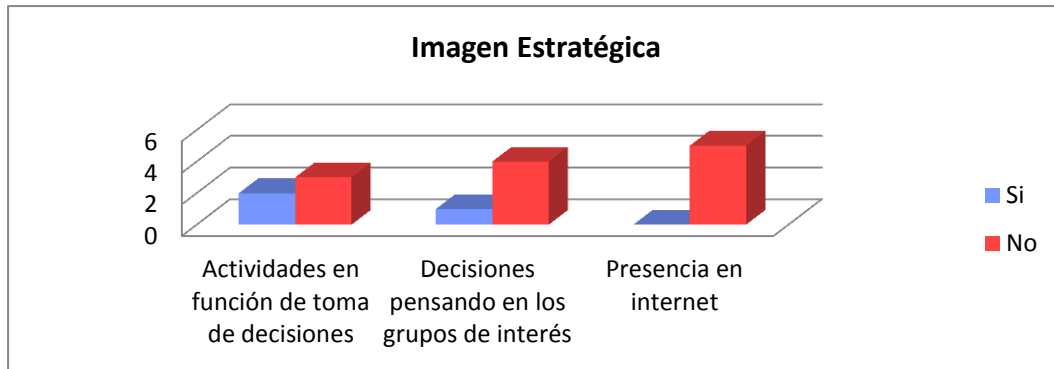 Imagen Estratégica
6
4
2
0
Actividades en
función de toma
de decisiones
Decisiones
pensando en los
grupos de interés
Presencia en
internet
Si
No